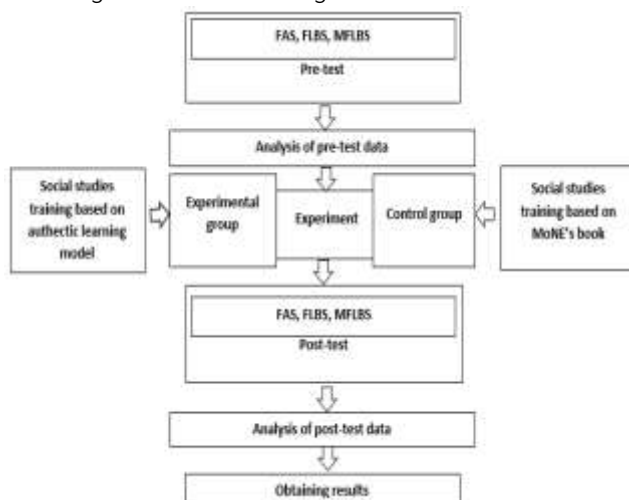 FAS, FLBS, MFLBS
Pre-test
Analysis of pre-test data
Social studies
training based on
authectic learning
model
Experimental
group
Experiment
Control group
Social studies
training based on
MoNE's book
FAS, FLBS, MFLBS
Post-test
Analysis of post-test data
Obtaining results